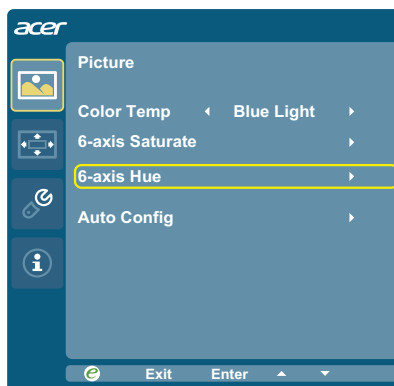 acer
Picture
Color Temp Blue Light
6-axis Saturate
6-axis Hue
Auto Config
e Exit Enter